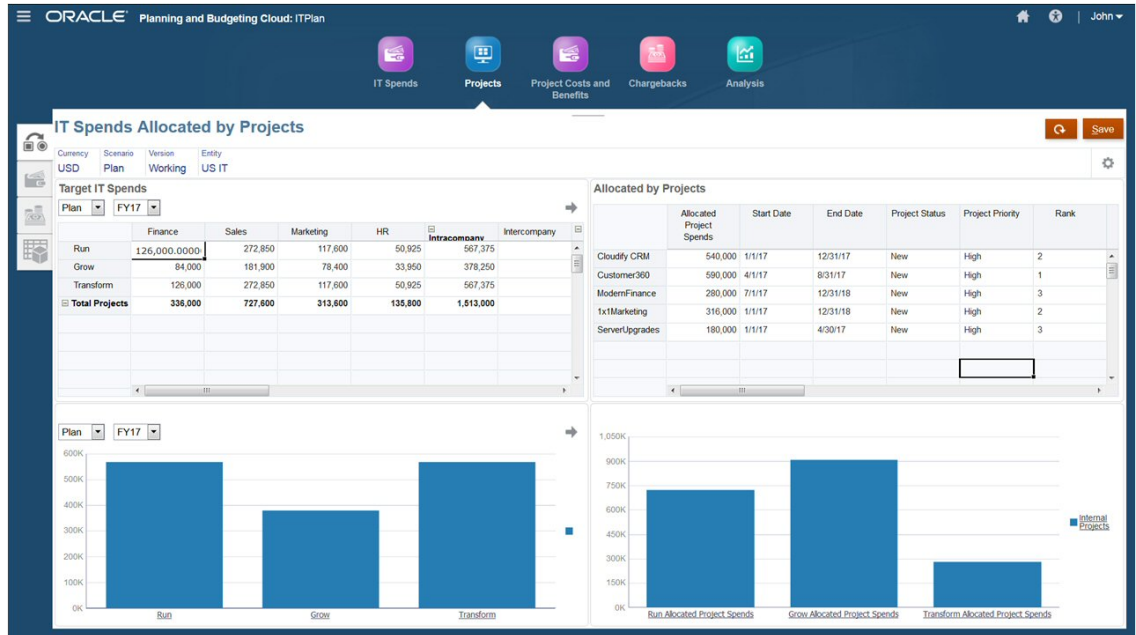 ORACLE Planning and Budgeting Cloud: ITPlan John
IT Spends Projects Project Costs and Benefits Chargebacks Analysis
IT Spends Allocated by Projects Save
Currency Scenario Version Entity
USD Plan Working US IT
Target IT Spends
Plan FY17
Finance Sales Marketing HR Intracompany Intercompany
Run 126,000.0000 272,850 117,600 50,925 567,375
Grow 84,000 181,900 78,400 33,950 378,250
Transform 126,000 272,850 117,600 50,925 567,375
Total Projects 336,000 727,600 313,600 135,800 1,513,000
Allocated by Projects
Allocated Project Spends Start Date End Date Project Status Project Priority Rank
Cloudify CRM 540,000 1/1/17 12/31/17 New High 2
Customer360 590,000 4/1/17 8/31/17 New High 1
ModernFinance 280,000 7/1/17 12/31/18 New High 3
1x1Marketing 316,000 1/1/17 12/31/18 New High 2
ServerUpgrades 180,000 1/1/17 4/30/17 New High 3
Plan FY17
600K
500K
400K
300K
200K
100K
0K
Run Grow Transform
1,050K
900K
750K
600K
450K
300K
150K
0K
Run Allocated Project Spends Grow Allocated Project Spends Transform Allocated Project Spends
Internal
Projects